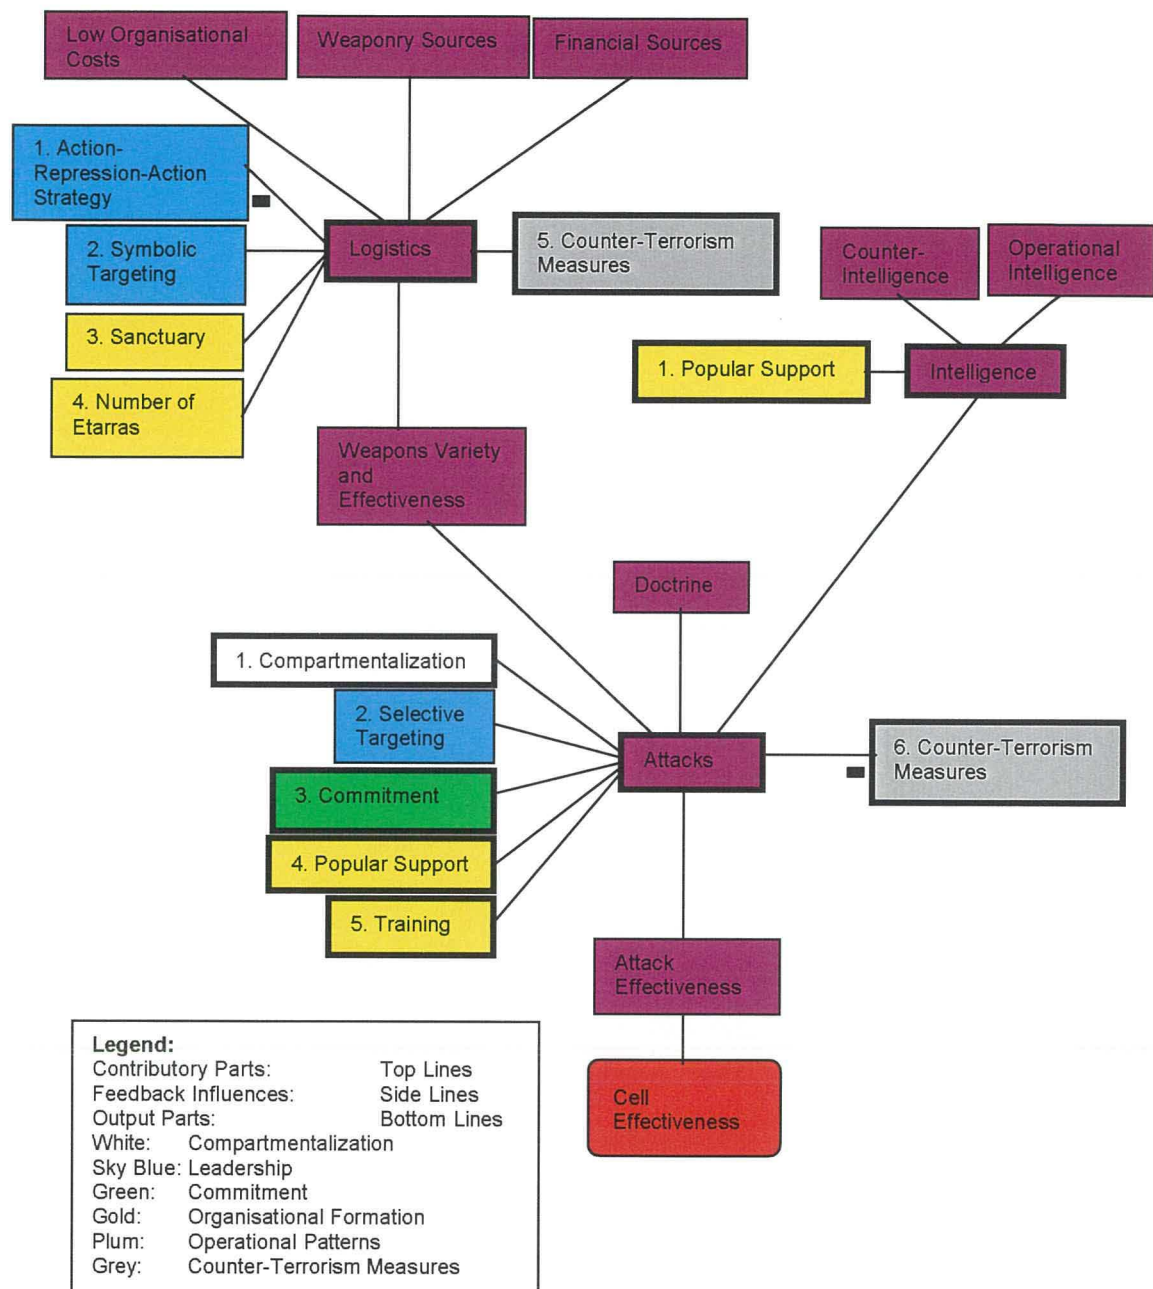 Low Organisational
Costs
Weaponry Sources
Financial Sources
1. Action-
Repression-Action
Strategy
2. Symbolic
Targeting
3. Sanctuary
4. Number of
Etarras
Logistics
5. Counter-Terrorism
Measures
Counter-
Intelligence
Operational
Intelligence
1. Popular Support
Intelligence
Weapons Variety
and
Effectiveness
Doctrine
1. Compartmentalization
2. Selective
Targeting
3. Commitment
4. Popular Support
5. Training
Attacks
6. Counter-Terrorism
Measures
Attack
Effectiveness
Cell
Effectiveness
Legend:
Contributory Parts: Top Lines
Feedback Influences: Side Lines
Output Parts: Bottom Lines
White: Compartmentalization
Sky Blue: Leadership
Green: Commitment
Gold: Organisational Formation
Plum: Operational Patterns
Grey: Counter-Terrorism Measures